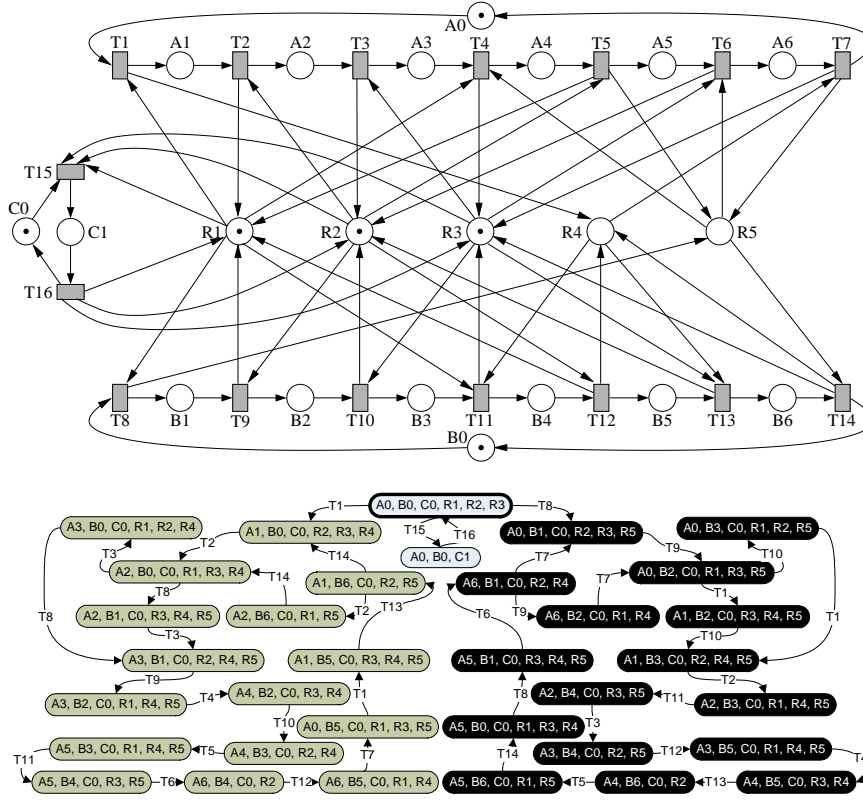 A0
T1 A1 T2 A2 T3 A3 T4 A4 T5 A5 T6 A6 T7
T15
C0
C1
R1 R2 R3 R4 R5
T16
T8 B1 T9 B2 T10 B3 T11 B4 T12 B5 T13 B6 T14
B0
A0, B0, C0, R1, R2, R3
T1
T8
A3, B0, C0, R1, R2, R4
A1, B0, C0, R2, R3, R4
T15
T16
A0, B1, C0, R2, R3, R5
A0, B3, C0, R1, R2, R5
T2
T3
T14
A0, B0, C1
T7
T9
T10
A2, B0, C0, R1, R3, R4
A1, B6, C0, R2, R5
A6, B1, C0, R2, R4
A0, B2, C0, R1, R3, R5
T8
T14
T2
T13
T6
T9
T7
T1
T8
A2, B1, C0, R3, R4, R5
A2, B6, C0, R1, R5
A6, B2, C0, R1, R4
A1, B2, C0, R3, R4, R5
T1
T3
T10
A3, B1, C0, R2, R4, R5
A1, B5, C0, R3, R4, R5
A5, B1, C0, R3, R4, R5
A1, B3, C0, R2, R4, R5
T9
T1
T8
T2
A3, B2, C0, R1, R4, R5
T4
A4, B2, C0, R3, R4
A2, B4, C0, R3, R5
T11
A2, B3, C0, R1, R4, R5
T10
A0, B5, C0, R1, R3, R5
A5, B0, C0, R1, R3, R4
T3
A5, B3, C0, R1, R4, R5
T5
A4, B3, C0, R2, R4
T7
T14
A3, B4, C0, R2, R5
T12
A3, B5, C0, R1, R4, R5
T11
T4
A5, B4, C0, R3, R5
T6
A6, B4, C0, R2
T12
A6, B5, C0, R1, R4
A5, B6, C0, R1, R5
T5
A4, B6, C0, R2
T13
A4, B5, C0, R3, R4